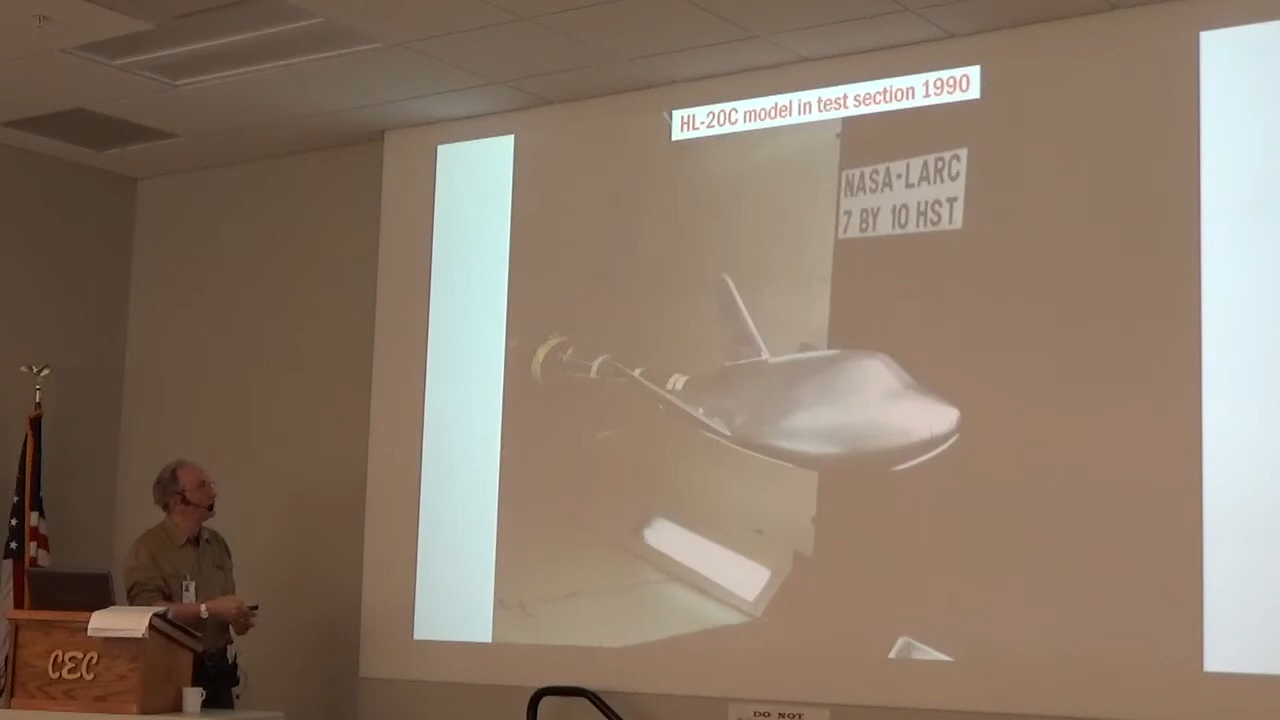 HL-20C model in test section 1990
NASA-LARC
7 BY 10 HST
CEC
DO NOT